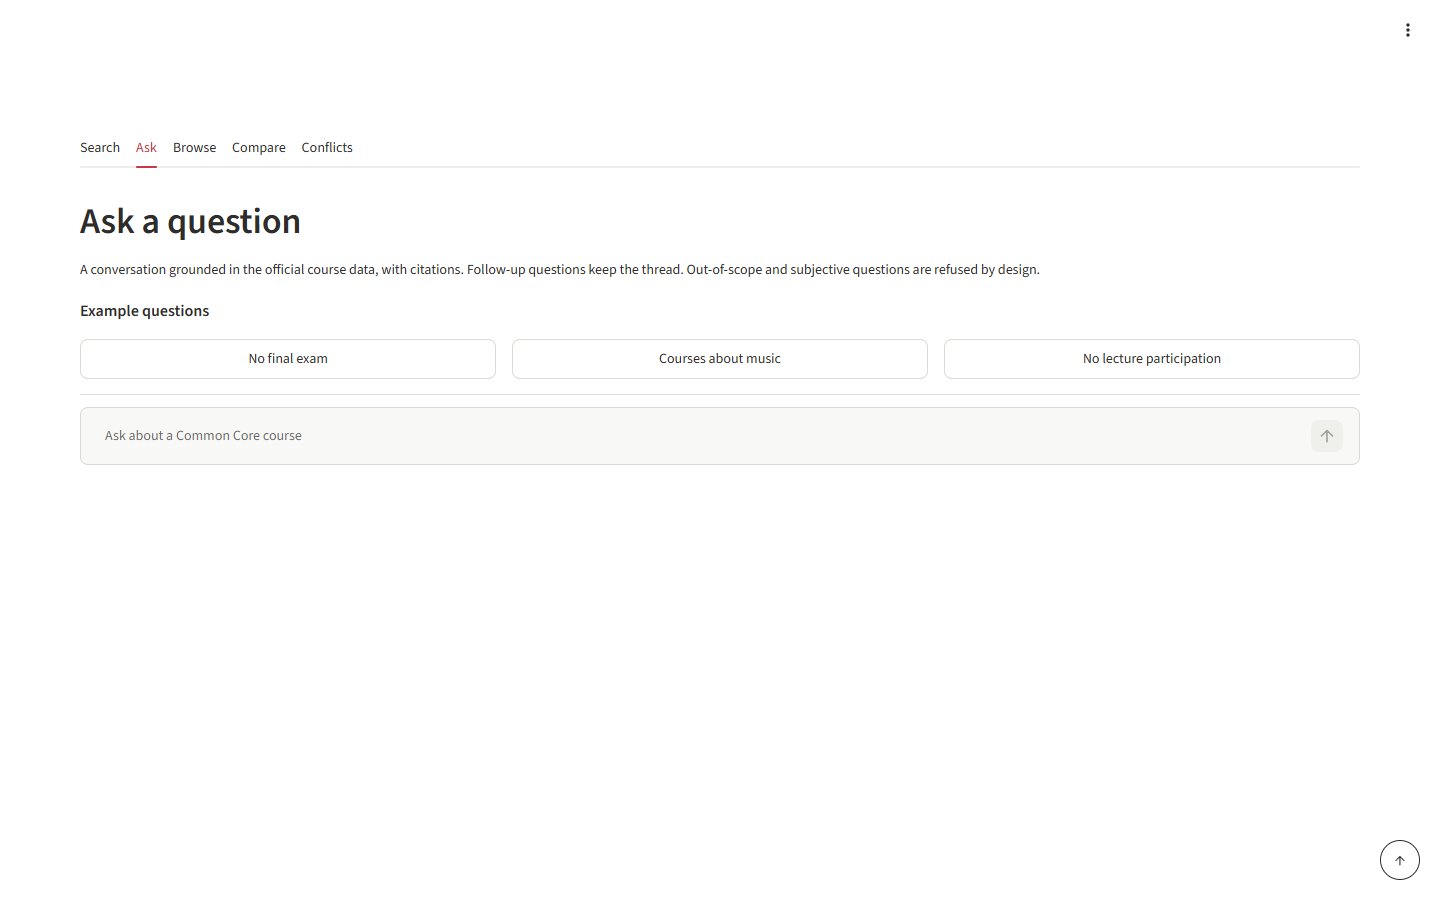 Search Ask Browse Compare Conflicts
Ask a question
A conversation grounded in the official course data, with citations. Follow-up questions keep the thread. Out-of-scope and subjective questions are refused by design.
Example questions
No final exam Courses about music No lecture participation
Ask about a Common Core course